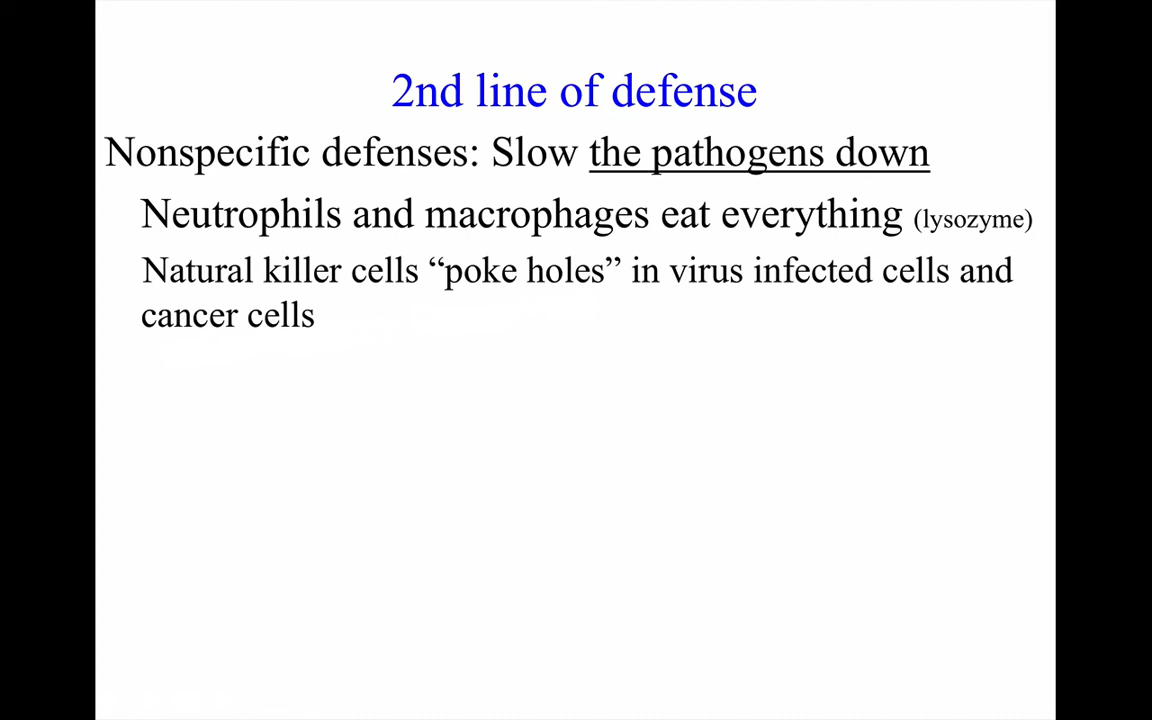 2nd line of defense
Nonspecific defenses: Slow the pathogens down
Neutrophils and macrophages eat everything (lysozyme)
Natural killer cells “poke holes” in virus infected cells and
cancer cells